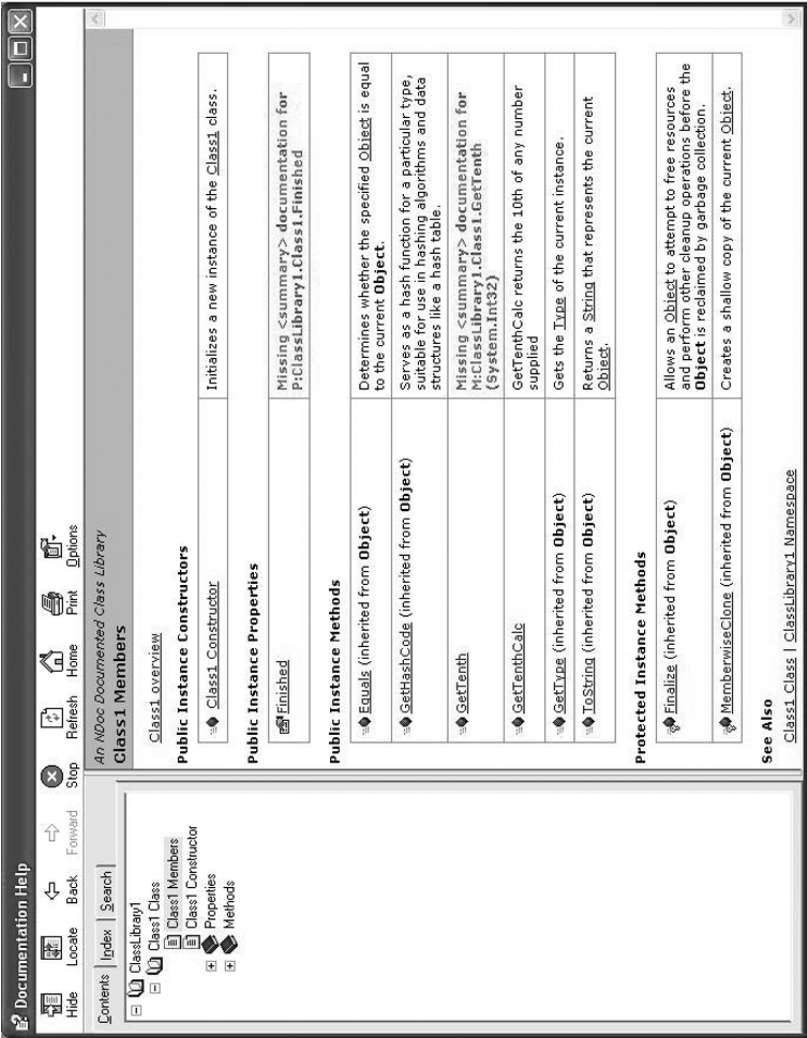 Documentation Help
Hide Locate Back Forward Stop Refresh Home Print Options
Contents Index Search
ClassLibrary1
Class1 Class
Class1 Members
Class1 Constructor
Properties
Methods
An NDoc Documented Class Library
Class1 Members
Class1 overview
Public Instance Constructors
Class1 Constructor Initializes a new instance of the Class1 class.
Public Instance Properties
Finished Missing <summary> documentation for
P:ClassLibrary1.Class1.Finished
Public Instance Methods
Equals (inherited from Object) Determines whether the specified Object is equal
to the current Object.
GetHashCode (inherited from Object) Serves as a hash function for a particular type,
suitable for use in hashing algorithms and data
structures like a hash table.
GetTenth Missing <summary> documentation for
M:ClassLibrary1.Class1.GetTenth
(System.Int32)
GetTenthCalc GetTenthCalc returns the 10th of any number
supplied
GetType (inherited from Object) Gets the Type of the current instance.
ToString (inherited from Object) Returns a String that represents the current
Object.
Protected Instance Methods
Finalize (inherited from Object) Allows an Object to attempt to free resources
and perform other cleanup operations before the
Object is reclaimed by garbage collection.
MemberwiseClone (inherited from Object) Creates a shallow copy of the current Object.
See Also
Class1 Class | ClassLibrary1 Namespace